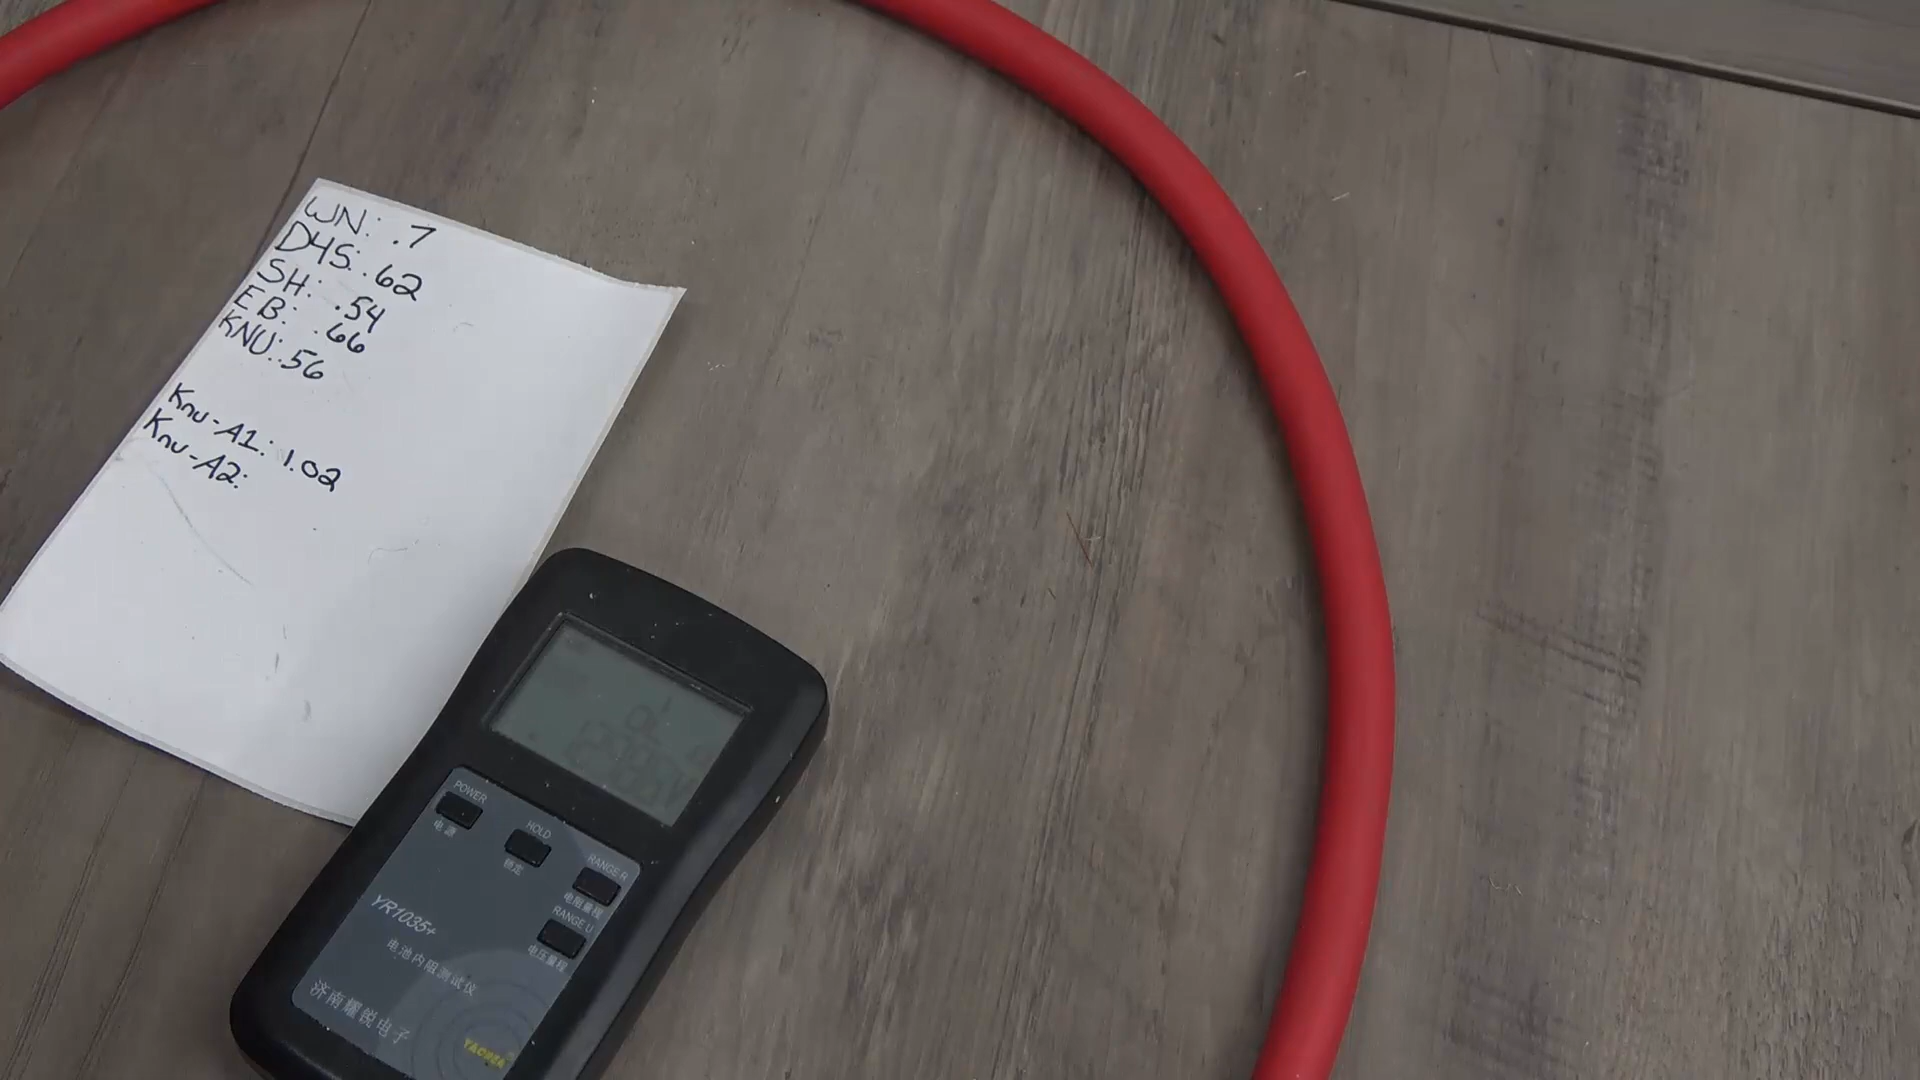 WN: .7
D4S: .62
SH: .54
EB: .66
KNU: .56
Knu-A1: 1.02
Knu-A2:
OL
POWER
电源
HOLD
锁定
RANGE R
电阻量程
RANGE U
电压量程
YR1035+
电池内阻测试仪
济南耀锐电子